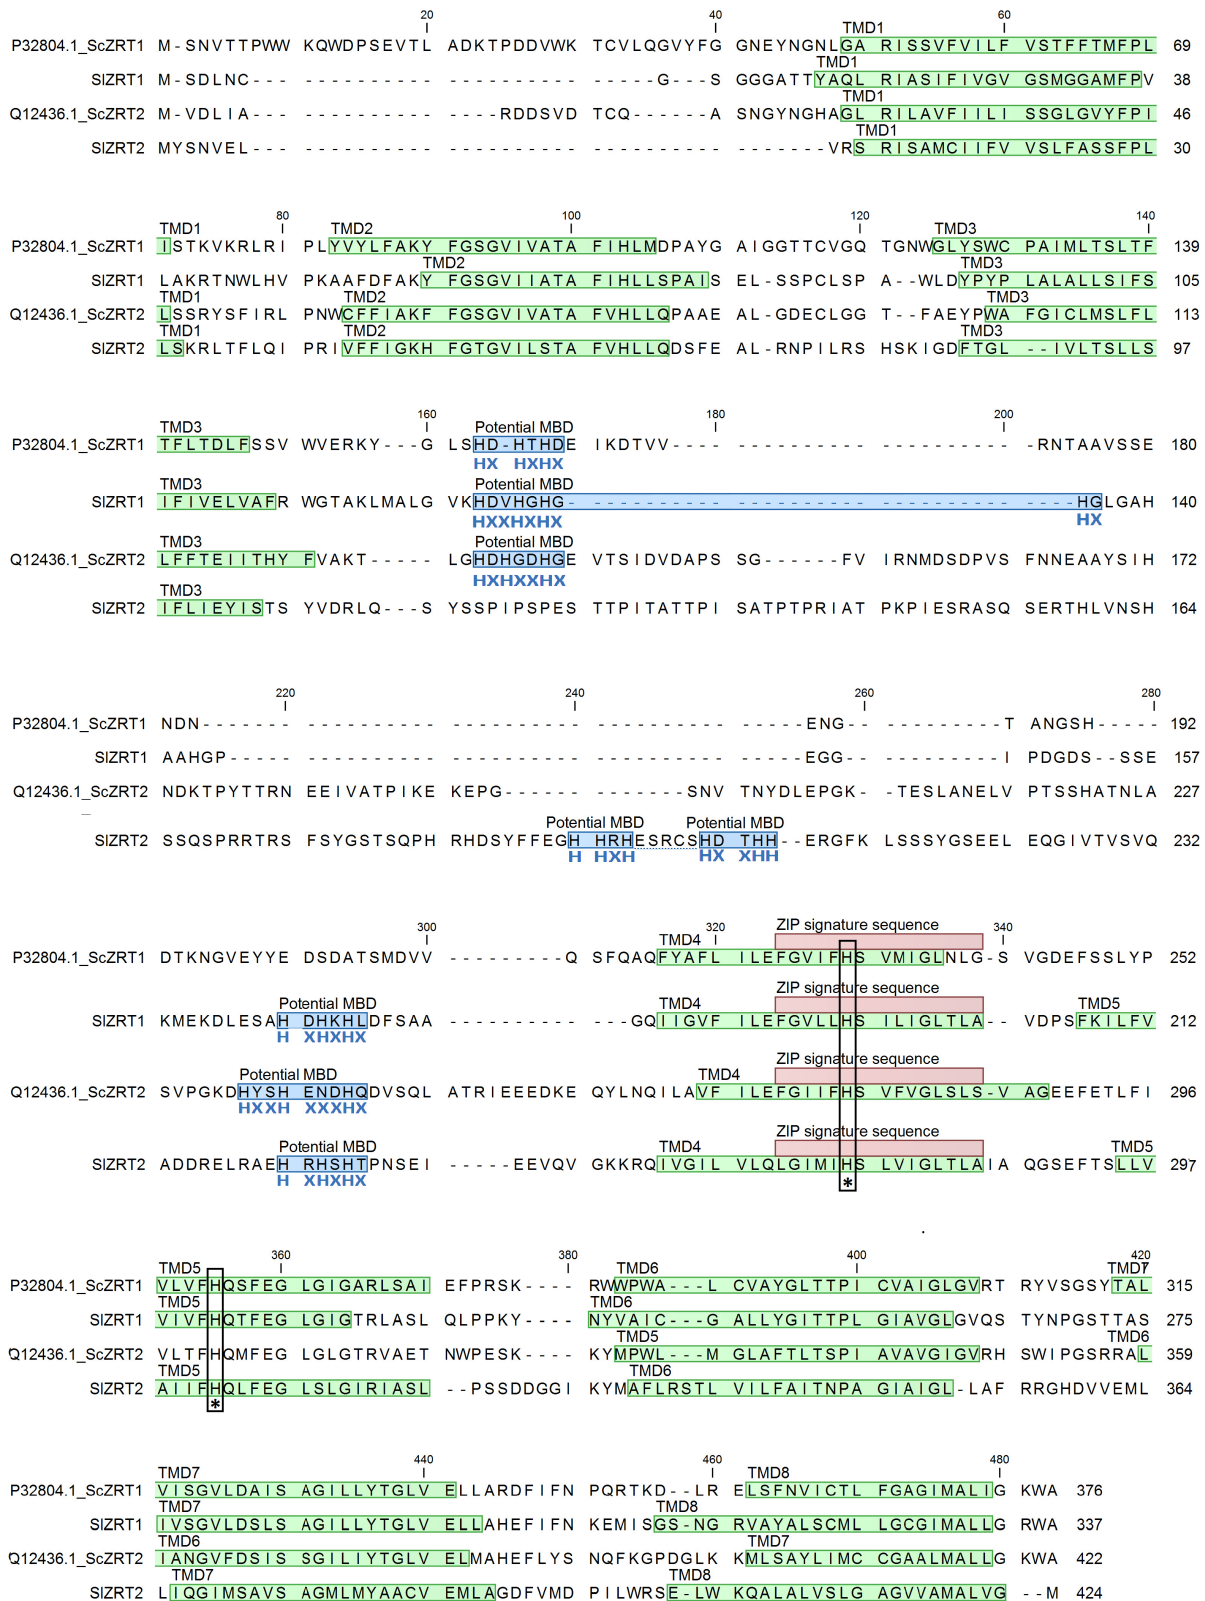 20 40 60
TMD1
P32804.1_ScZRT1 M-SNVTTPWW KQWDPSEVTL ADKTPDDVWK TCVLQGVYFG GNEYNGNLGA RISSVFVILF VSTFFTMFPL 69
TMD1
SlZRT1 M-SDLNC--- ---------- ---------- -----G---S GGGATTYAQL RIASIFIVGV GSMGGAMFPV 38
TMD1
Q12436.1_ScZRT2 M-VDLIA--- ---------- ----RDDSVD TCQ------A SNGYNGHAGL RILAVFIILI SSGLGVYFPI 46
TMD1
SlZRT2 MYSNVEL--- ---------- ---------- ---------- -------VRS RISAMCIIFV VSLFASSFPL 30
80 100 120 140
TMD1 TMD2 TMD3
P32804.1_ScZRT1 ISTKVKRLRI PLYVYLFAKY FGSGVIVATA FIHLMDPAYG AIGGTTCVGQ TGNWGLYSWC PAIMLTSLTF 139
TMD2 TMD3
SlZRT1 LAKRTNWLHV PKAAFDFAKY FGSGVIIATA FIHLLSPAIS EL-SSPCLSP A--WLDYPYP LALALLSIFS 105
TMD1 TMD2 TMD3
Q12436.1_ScZRT2 LSSRYSFIRL PNWCFFIAKF FGSGVIVATA FVHLLQPAAE AL-GDECLGG T--FAEYPWA FGICLMSLFL 113
TMD1 TMD2 TMD3
SlZRT2 LSKRLTFLQI PRIVFFIGKH FGTGVILSTA FVHLLQDSFE AL-RNPILRS HSKIGDFTGL --IVLTSLLS 97
160 180 200
TMD3 Potential MBD
P32804.1_ScZRT1 TFLTDLFSSV WVERKY---G LSHD-HTHDE IKDTVV---- ---------- ---------- --RNTAAVSSE 180
HX HXHX
TMD3 Potential MBD
SlZRT1 IFIVELVAFR WGTAKLMALG VKHDVHGHG- ---------- ---------- ---------- -----HGLGAH 140
HXXHXHX HX
TMD3 Potential MBD
Q12436.1_ScZRT2 LFFTEIITHY FVAKT----- LGHDHGDHGE VTSIDVDAPS SG------FV IRNMDSDPVS FNNEAAYSIH 172
HXHXXHX
TMD3
SlZRT2 IFLIEYISTS YVDRLQ---S YSSPIPSPES TTPITATTPI SATPTPRIAT PKPIESRASQ SERTHLVNSH 164
220 240 260 280
P32804.1_ScZRT1 NDN------- ---------- ---------- ---------- -----ENG-- ---------T ANGSH----- 192
SlZRT1 AAHGP----- ---------- ---------- ---------- -----EGG-- ---------I PDGDS--SSE 157
Q12436.1_ScZRT2 NDKTPYTTRN EEIVATPIKE KEPG------ --------SNV TNYDLEPGK- --TESLANELV PTSSHATNLA 227
Potential MBD Potential MBD
SlZRT2 SSQSPRRTRS FSYGSTSQPH RHDSYFFEGH HRHESRCSHD THH--ERGFK LSSSYGSEEL EQGIVTVSVQ 232
H HXH HX XHH
300 320 340
TMD4 ZIP signature sequence
P32804.1_ScZRT1 DTKNGVEYYE DSDATSMDVV ---------Q SFQAQFYAFL ILEFGVIFHS VMIGLNLG-S VGDEFSSLYP 252
Potential MBD TMD4 ZIP signature sequence TMD5
SlZRT1 KMEKDLESAH DHKHLDFSAA ---------- ---GQIIGVF ILEFGVLLHS ILIGLTLA-- VDPSFKILFV 212
H XHXHX
Potential MBD TMD4 ZIP signature sequence
Q12436.1_ScZRT2 SVPGKDHYSH ENDHQDVSQL ATRIEEEDKE QYLNQILAVF ILEFGIIFHS VFVGLSLS-V AGEEFETLFI 296
HXXH XXXHX
Potential MBD TMD4 ZIP signature sequence TMD5
SlZRT2 ADDRELRAEH RHSHTPNSEI -----EEVQV GKKRQIVGIL VLQLGIMIHS LVIGLTLAIA QGSEFTSLLV 297
H XHXHX *
360 380 400 420
TMD5 TMD6 TMD7
P32804.1_ScZRT1 VLVFHQSFEG LGIGARLSAI EFPRSK---- RWWPWA---L CVAYGLTTPI CVAIGLGVRT RYVSGSYTAL 315
TMD5 TMD6
SlZRT1 VIVFHQTFEG LGIGTRLASL QLPPKY---- NYVAIC---G ALLYGITTPL GIAVGLGVQS TYNPGSTTAS 275
TMD5 TMD6
Q12436.1_ScZRT2 VLTFHQMFEG LGLGTRVAET NWPESK---- KYMPWL---M GLAFTLTSPI AVAVGIGVRH SWIPGSRRAL 359
TMD5 TMD6
SlZRT2 AIIFHQLFEG LSLGIRIASL --PSSDDGGI KYMAFLRSTL VILFAITNPA GIAIGL-LAF RRGHDVVEML 364
*
440 460 480
TMD7 TMD8
P32804.1_ScZRT1 VISGVLDAIS AGILLYTGLV ELLARDFIFN PQRTKD--LR ELSFNVICTL FGAGIMALIG KWA 376
TMD7 TMD8
SlZRT1 IVSGVLDSLS AGILLYTGLV ELLAHEFIFN KEMISGS-NG RVAYALSCML LGCGIMALLG RWA 337
TMD6 TMD7
Q12436.1_ScZRT2 IANGVFDSIS SGILIYTGLV ELMAHEFLYS NQFKGPDGLK KMLSAYLIMC CGAALMALLG KWA 422
TMD7 TMD8
SlZRT2 LIQGIMSAVS AGMLMYAACV EMLAGDFVMD PILWRSE-LW KQALALVSLG AGVVAMALVG --M 424